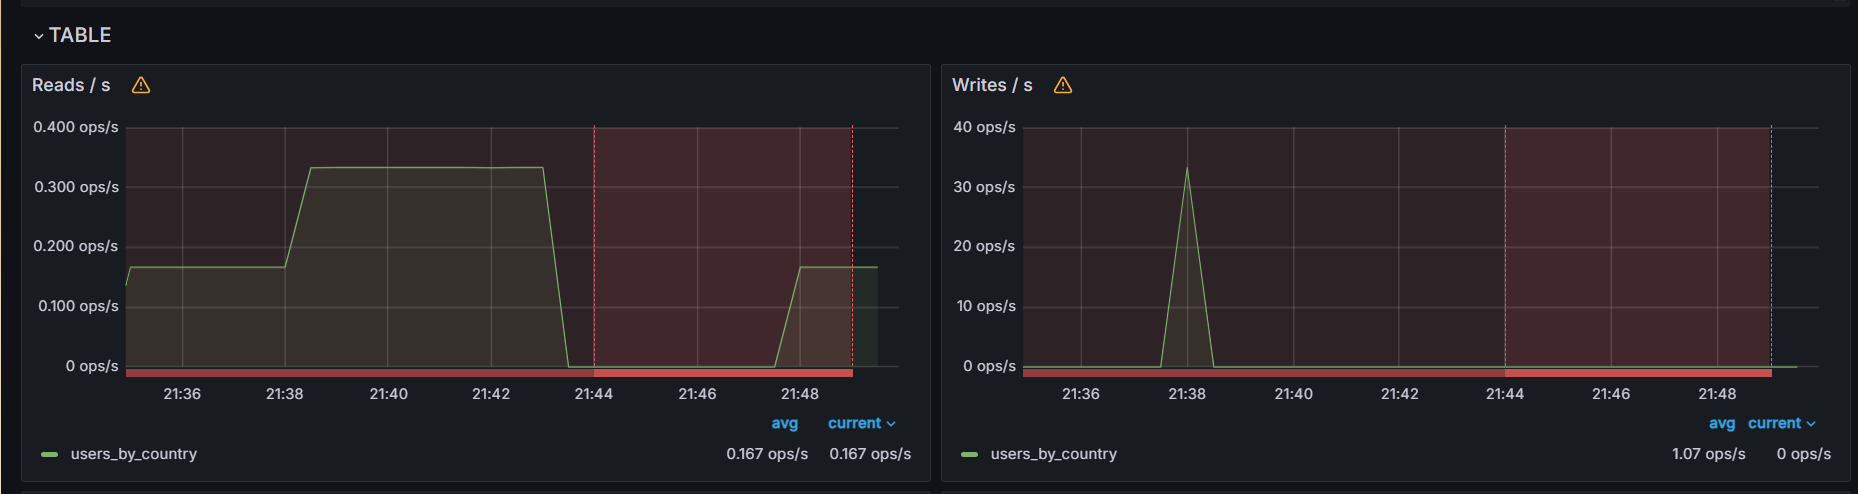 TABLE
Reads / s
0.400 ops/s
0.300 ops/s
0.200 ops/s
0.100 ops/s
0 ops/s
21:36 21:38 21:40 21:42 21:44 21:46 21:48
avg current
users_by_country 0.167 ops/s 0.167 ops/s
Writes / s
40 ops/s
30 ops/s
20 ops/s
10 ops/s
0 ops/s
21:36 21:38 21:40 21:42 21:44 21:46 21:48
avg current
users_by_country 1.07 ops/s 0 ops/s